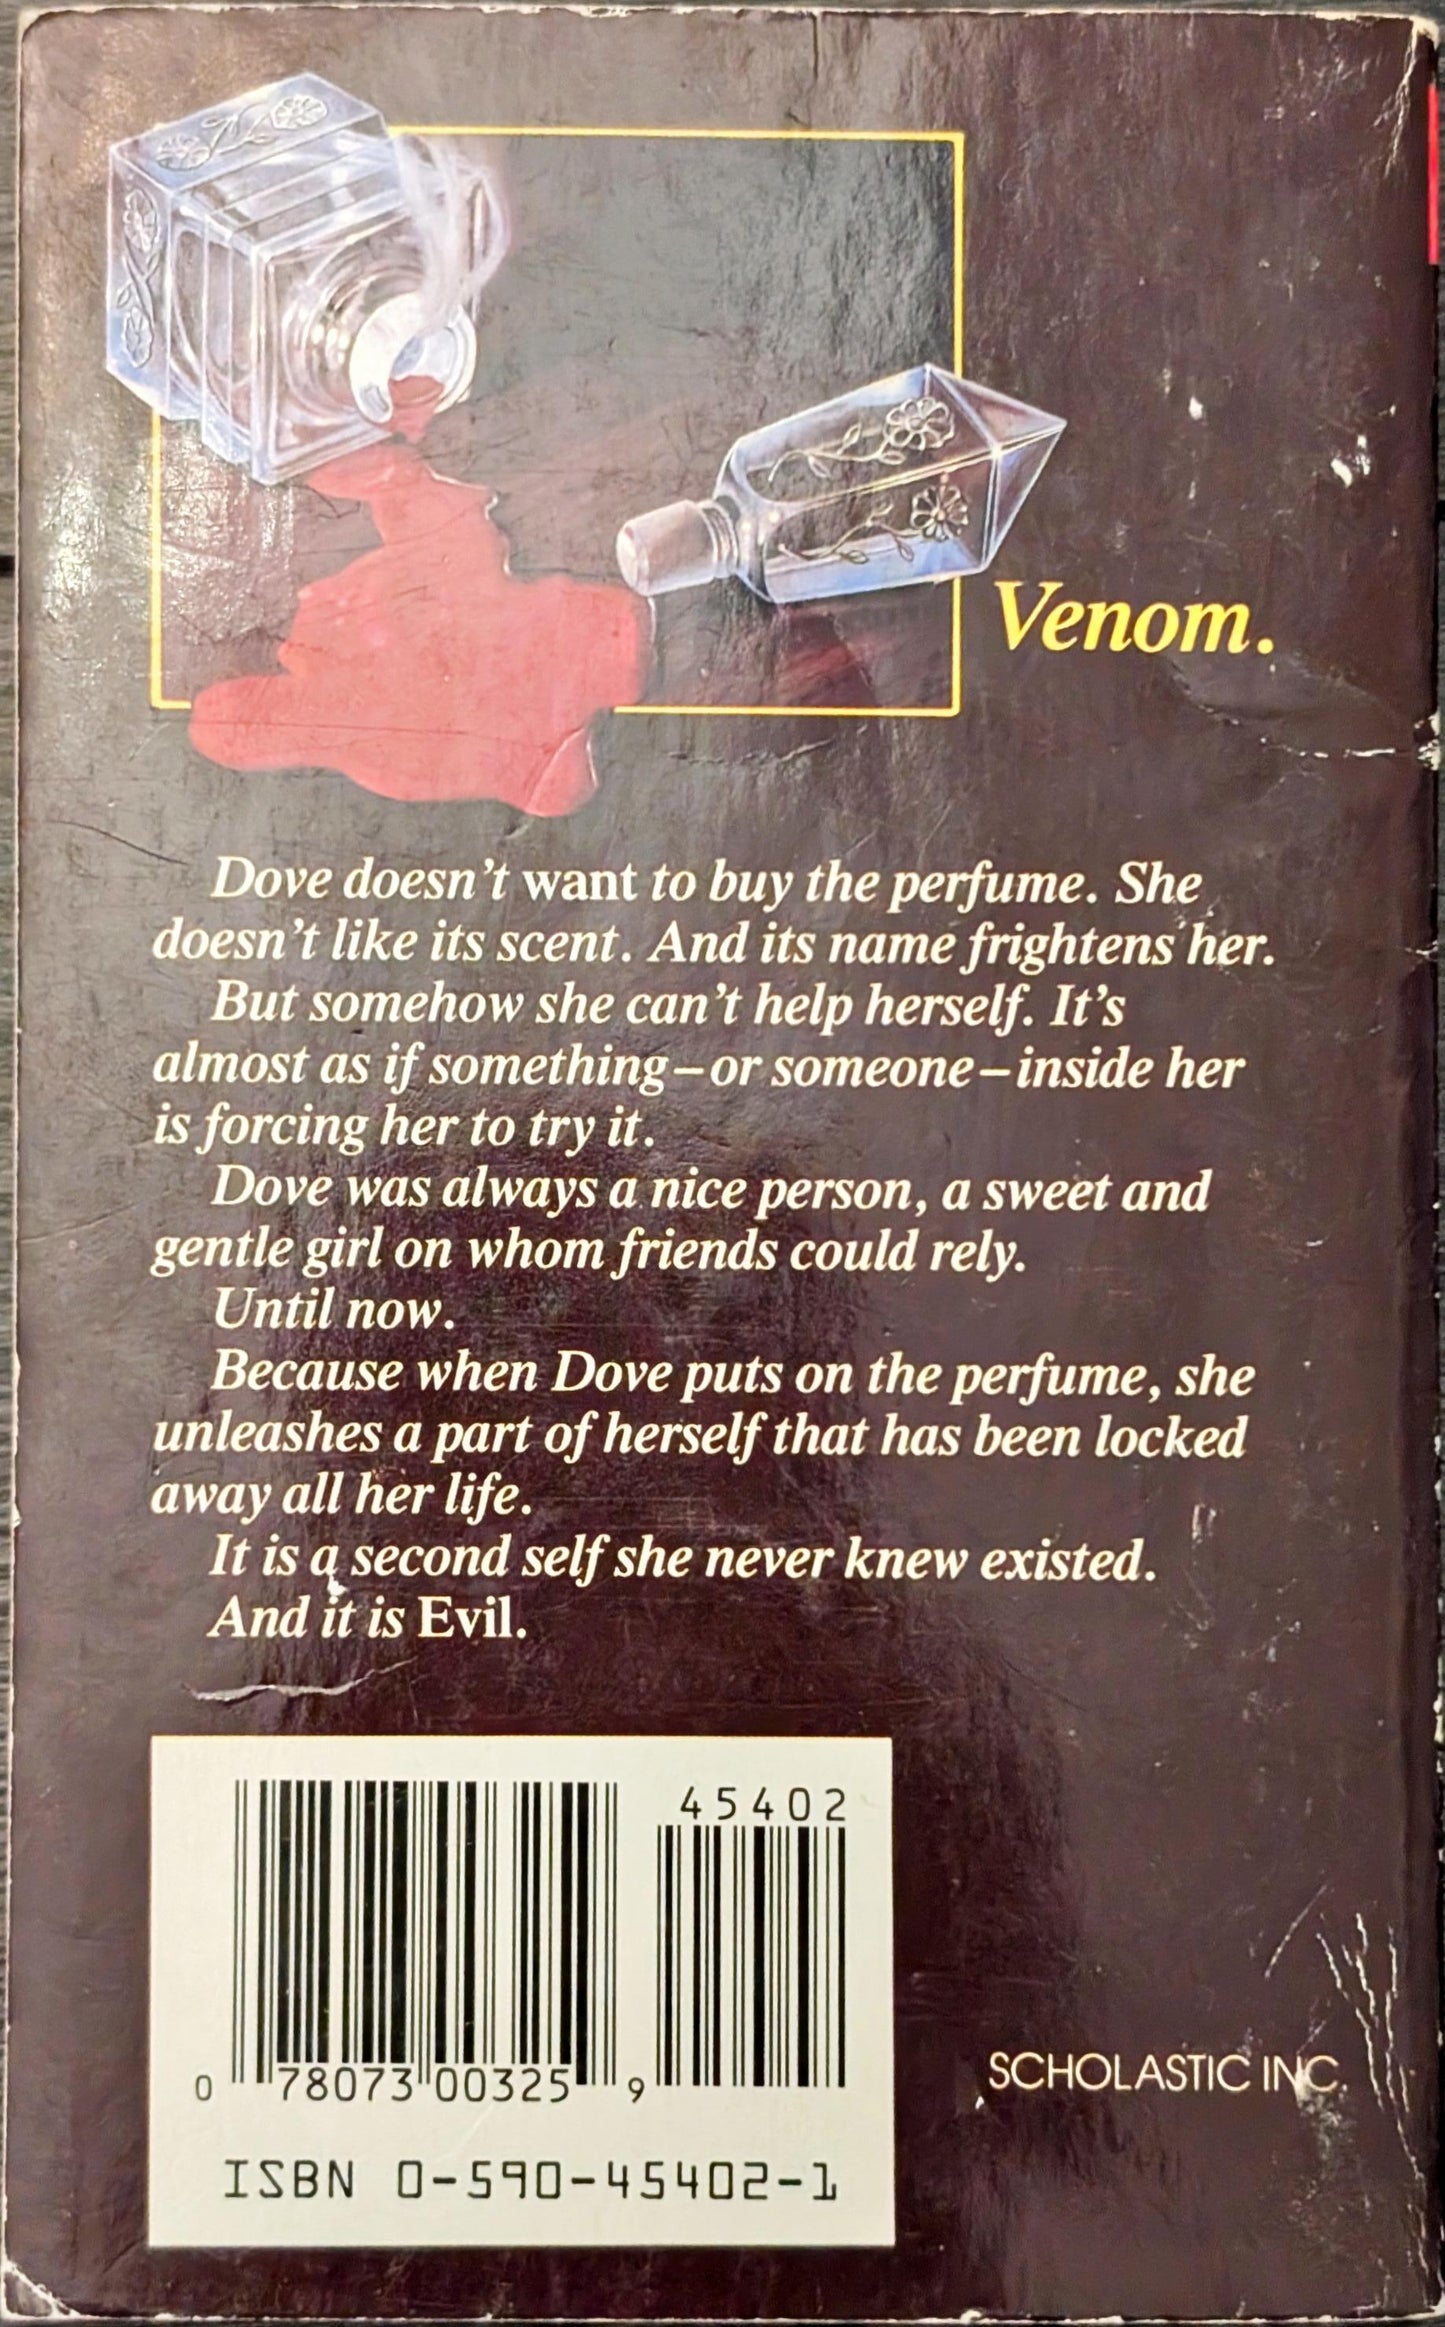 Venom.
Dove doesn't want to buy the perfume. She
doesn't like its scent. And its name frightens her.
But somehow she can't help herself. It's
almost as if something–or someone–inside her
is forcing her to try it.
Dove was always a nice person, a sweet and
gentle girl on whom friends could rely.
Until now.
Because when Dove puts on the perfume, she
unleashes a part of herself that has been locked
away all her life.
It is a second self she never knew existed.
And it is Evil.
45402
0 78073 00325 9
ISBN 0-590-45402-1
SCHOLASTIC INC.